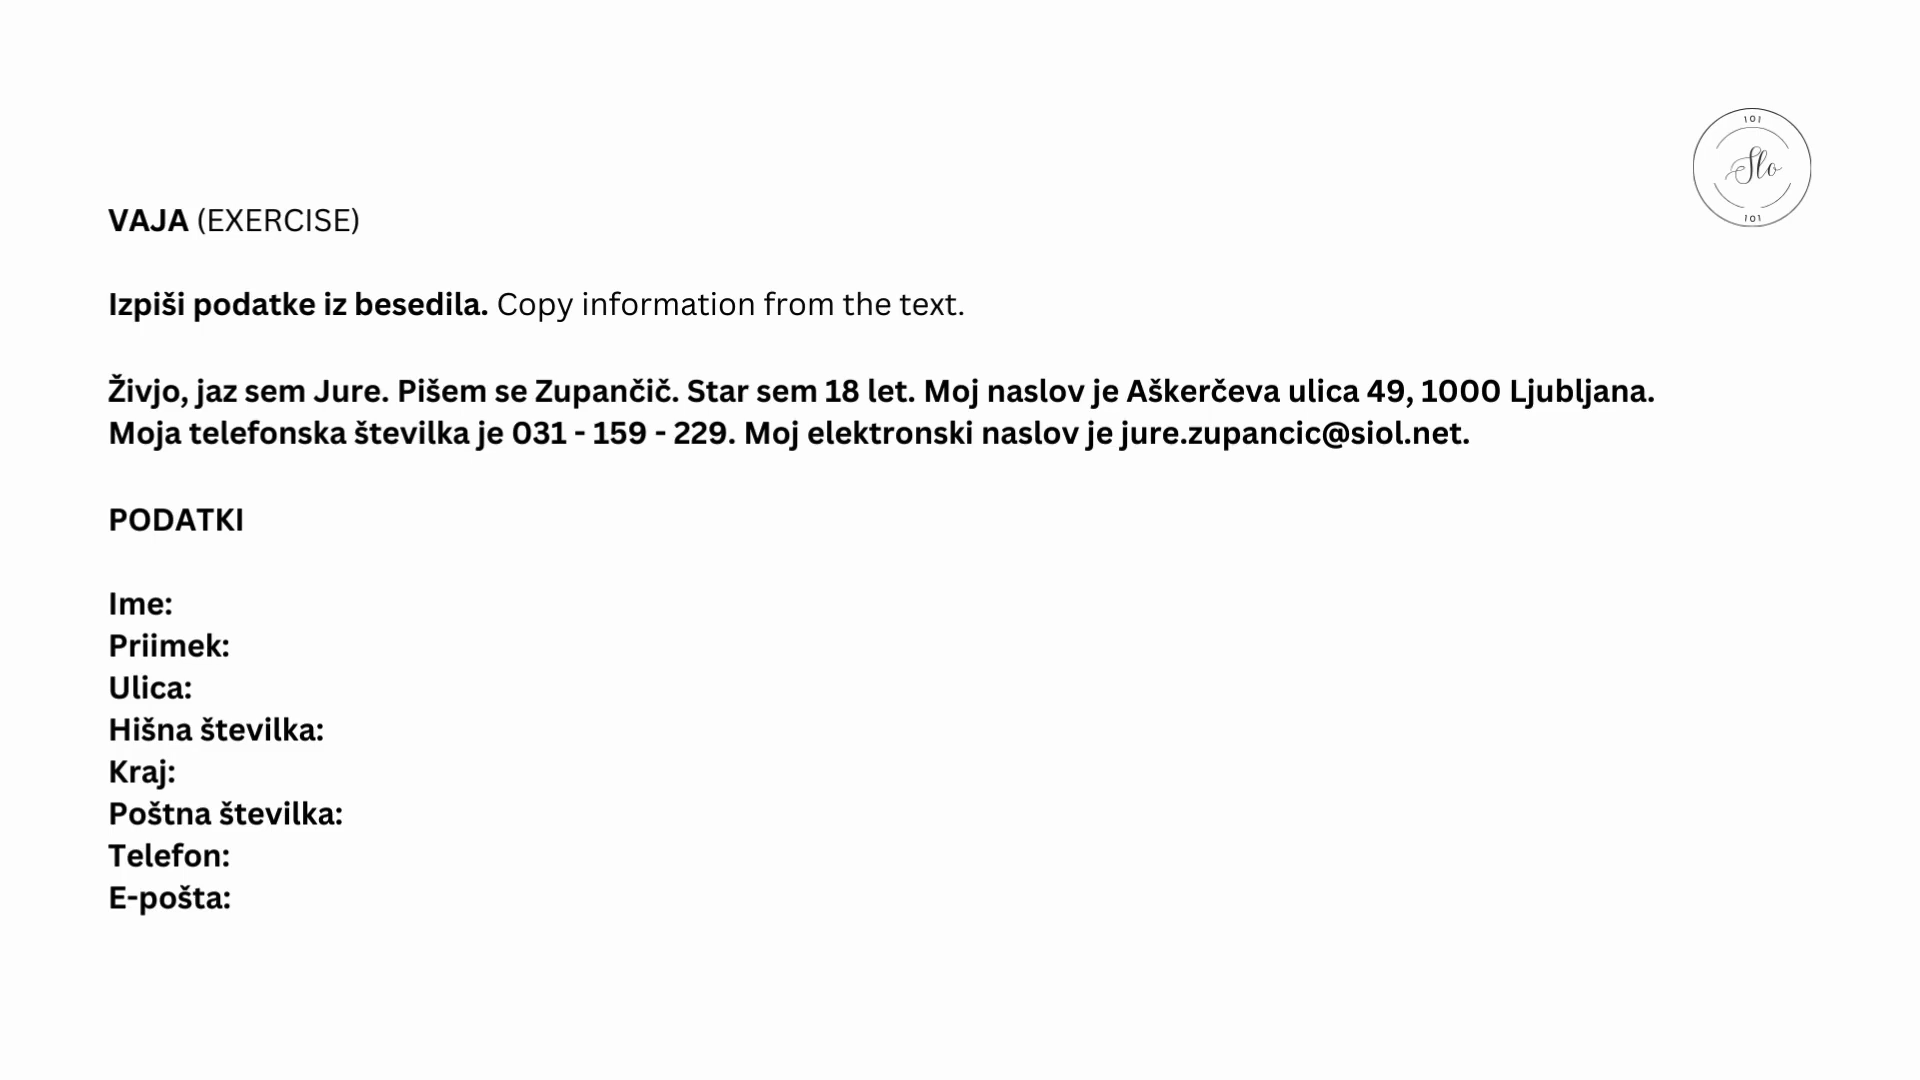 101
Slo
101
VAJA (EXERCISE)
Izpiši podatke iz besedila. Copy information from the text.
Živjo, jaz sem Jure. Pišem se Zupančič. Star sem 18 let. Moj naslov je Aškerčeva ulica 49, 1000 Ljubljana.
Moja telefonska številka je 031 - 159 - 229. Moj elektronski naslov je jure.zupancic@siol.net.
PODATKI
Ime:
Priimek:
Ulica:
Hišna številka:
Kraj:
Poštna številka:
Telefon:
E-pošta: